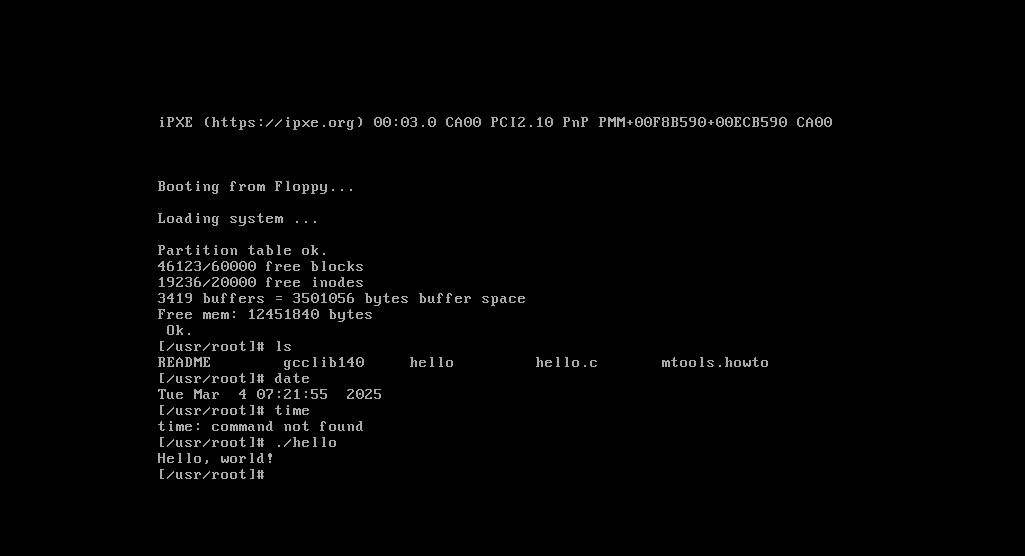 iPXE (https://ipxe.org) 00:03.0 CA00 PCI2.10 PnP PMM+00F8B590+00ECB590 CA00
Booting from Floppy...
Loading system ...
Partition table ok.
46123/60000 free blocks
19236/20000 free inodes
3419 buffers = 3501056 bytes buffer space
Free mem: 12451840 bytes
 Ok.
[/usr/root]# ls
README        gcclib140     hello         hello.c       mtools.howto
[/usr/root]# date
Tue Mar  4 07:21:55  2025
[/usr/root]# time
time: command not found
[/usr/root]# ./hello
Hello, world!
[/usr/root]#